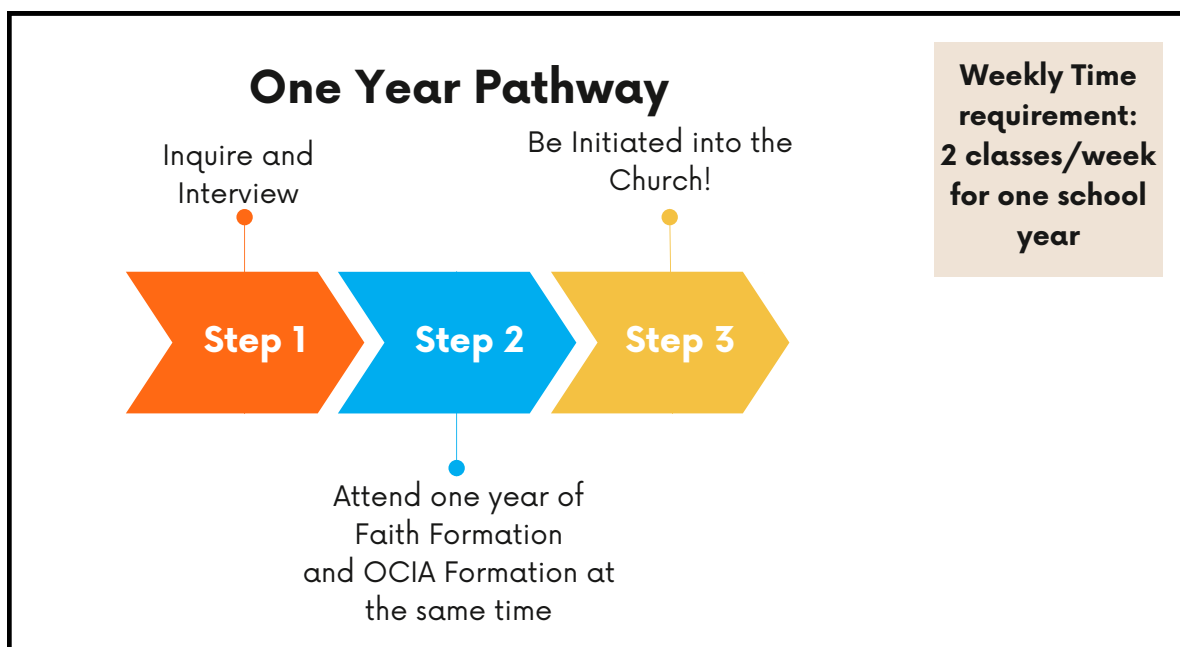 One Year Pathway
Inquire and
Interview
Be Initiated into the
Church!
Step 1
Step 2
Step 3
Attend one year of
Faith Formation
and OCIA Formation at
the same time
Weekly Time
requirement:
2 classes/week
for one school
year